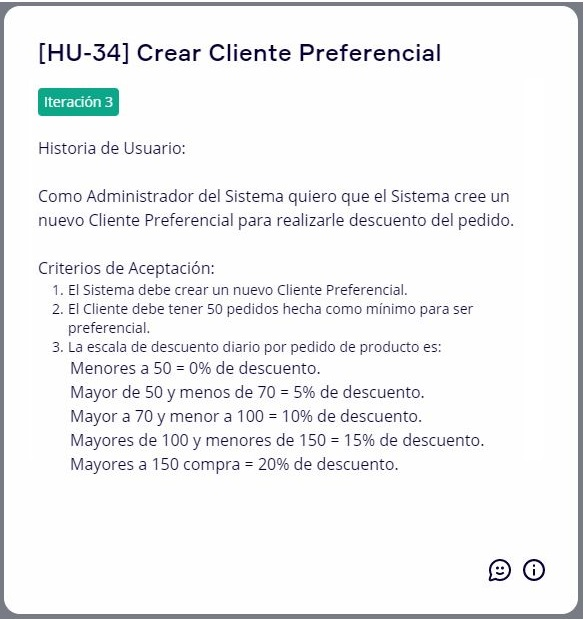 [HU-34] Crear Cliente Preferencial
Iteración 3
Historia de Usuario:
Como Administrador del Sistema quiero que el Sistema cree un
nuevo Cliente Preferencial para realizarle descuento del pedido.
Criterios de Aceptación:
1. El Sistema debe crear un nuevo Cliente Preferencial.
2. El Cliente debe tener 50 pedidos hecha como mínimo para ser
preferencial.
3. La escala de descuento diario por pedido de producto es:
Menores a 50 = 0% de descuento.
Mayor de 50 y menos de 70 = 5% de descuento.
Mayor a 70 y menor a 100 = 10% de descuento.
Mayores de 100 y menores de 150 = 15% de descuento.
Mayores a 150 compra = 20% de descuento.